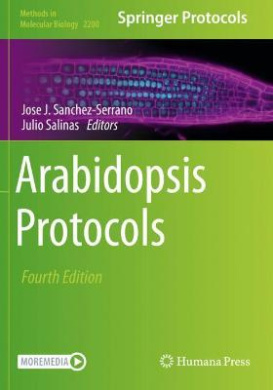 Methods in
Molecular Biology 2200
Springer Protocols
Jose J. Sanchez-Serrano
Julio Salinas Editors
Arabidopsis
Protocols
Fourth Edition
MOREMEDIA
Humana Press